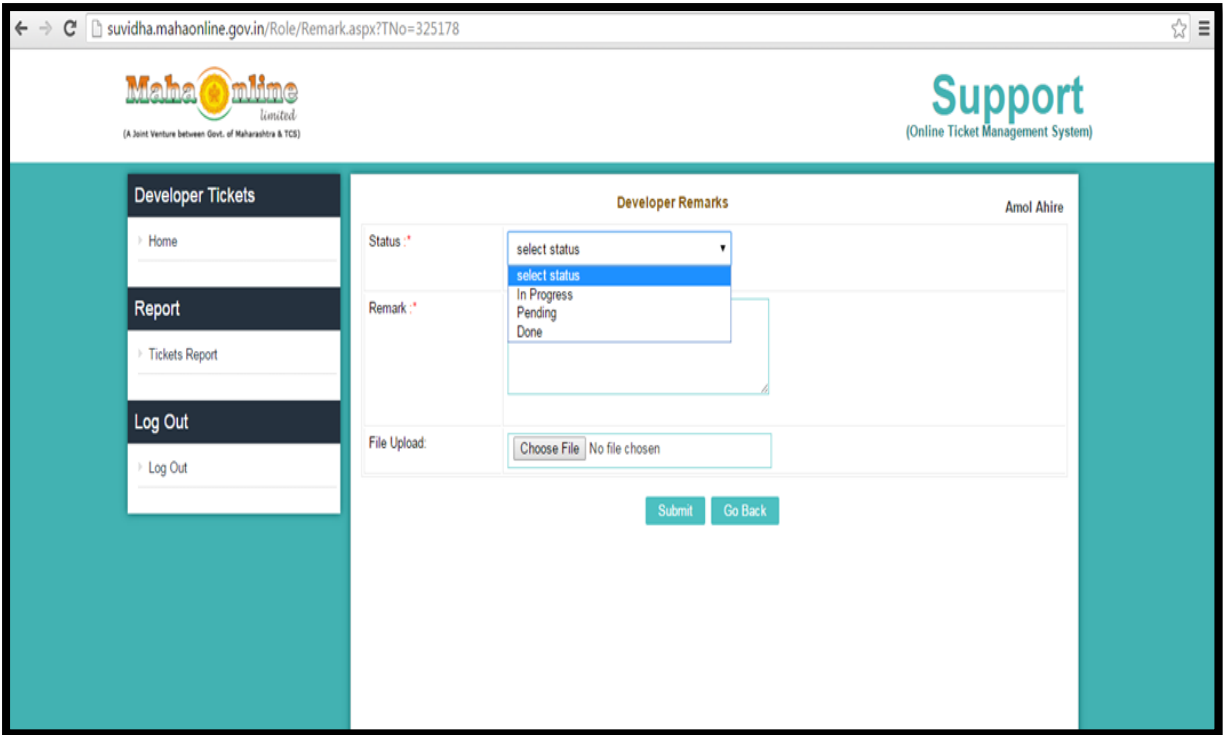 suvidha.mahaonline.gov.in/Role/Remark.aspx?TNo=325178
Maha Online
limited
(A Joint Venture between Govt. of Maharashtra & TCS)
Support
(Online Ticket Management System)
Developer Tickets
Home
Report
Tickets Report
Log Out
Log Out
Developer Remarks
Amol Ahire
Status :*
select status
select status
In Progress
Pending
Done
Remark :*
File Upload:
Choose File No file chosen
Submit Go Back